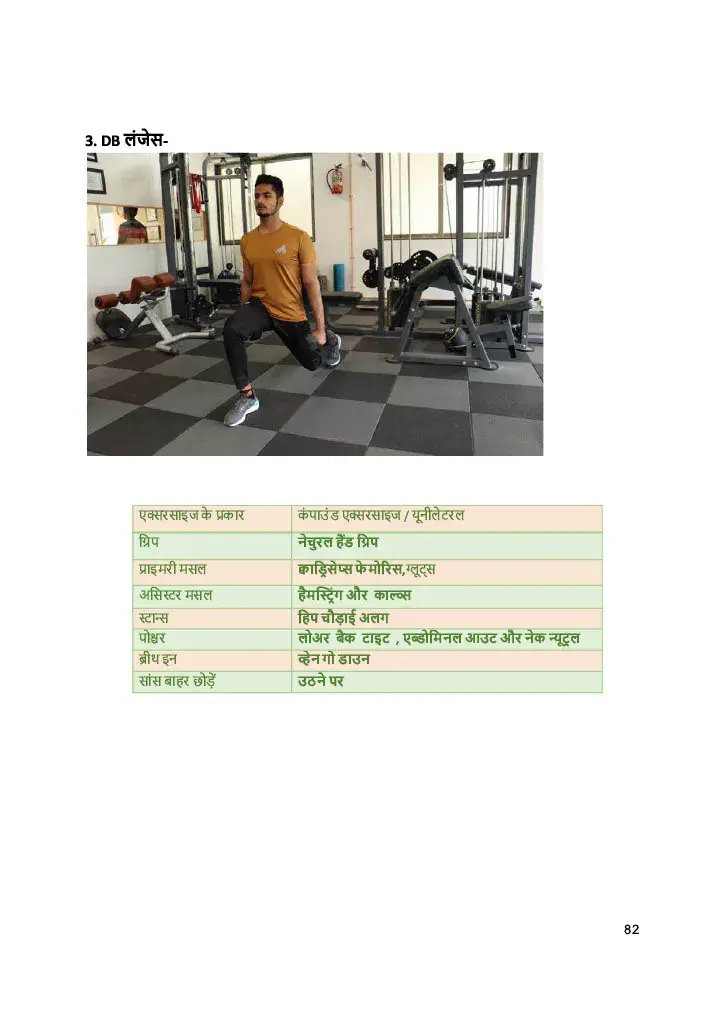 3. DB लंजेस-
एक्सरसाइज के प्रकार कंपाउंड एक्सरसाइज / यूनीलेटरल
ग्रिप नेचुरल हैंड ग्रिप
प्राइमरी मसल क्वाड्रिसेप्स फेमोरिस,ग्लूट्स
असिस्टर मसल हैमस्ट्रिंग और काल्व्स
स्टान्स हिप चौड़ाई अलग
पोश्चर लोअर बैक टाइट , एब्डोमिनल आउट और नेक न्यूट्रल
ब्रीथ इन व्हेन गो डाउन
सांस बाहर छोड़ें उठने पर
82